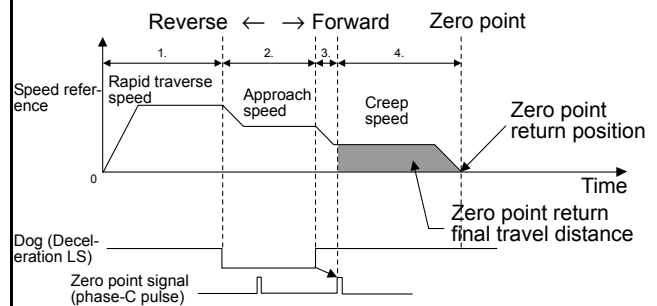 Reverse ← → Forward Zero point
1. 2. 3. 4.
Rapid traverse
speed
Speed refer-
ence
Approach
speed
Creep
speed
Zero point
return position
0
Time
Zero point return
final travel distance
Dog (Decel-
eration LS)
Zero point signal
(phase-C pulse)